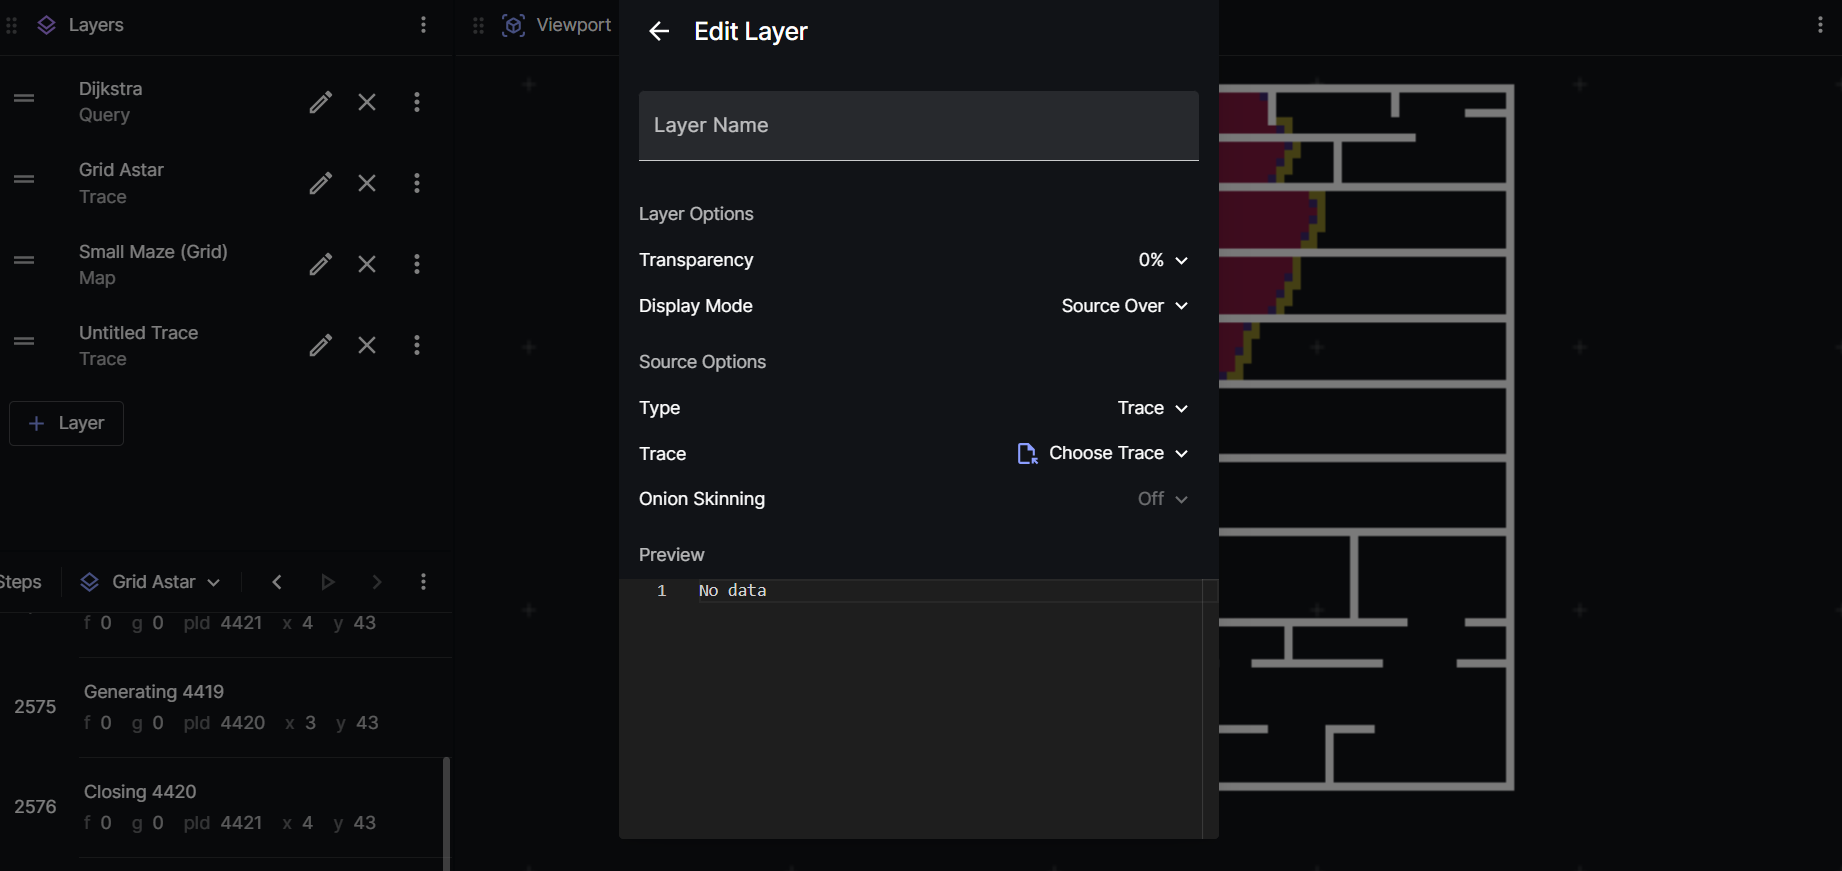 Layers
Dijkstra
Query
Grid Astar
Trace
Small Maze (Grid)
Map
Untitled Trace
Trace
Layer
Steps
Grid Astar
f 0 g 0 pId 4421 x 4 y 43
2575
Generating 4419
f 0 g 0 pId 4420 x 3 y 43
2576
Closing 4420
f 0 g 0 pId 4421 x 4 y 43
Viewport
Edit Layer
Layer Name
Layer Options
Transparency 0%
Display Mode Source Over
Source Options
Type Trace
Trace Choose Trace
Onion Skinning Off
Preview
1 No data